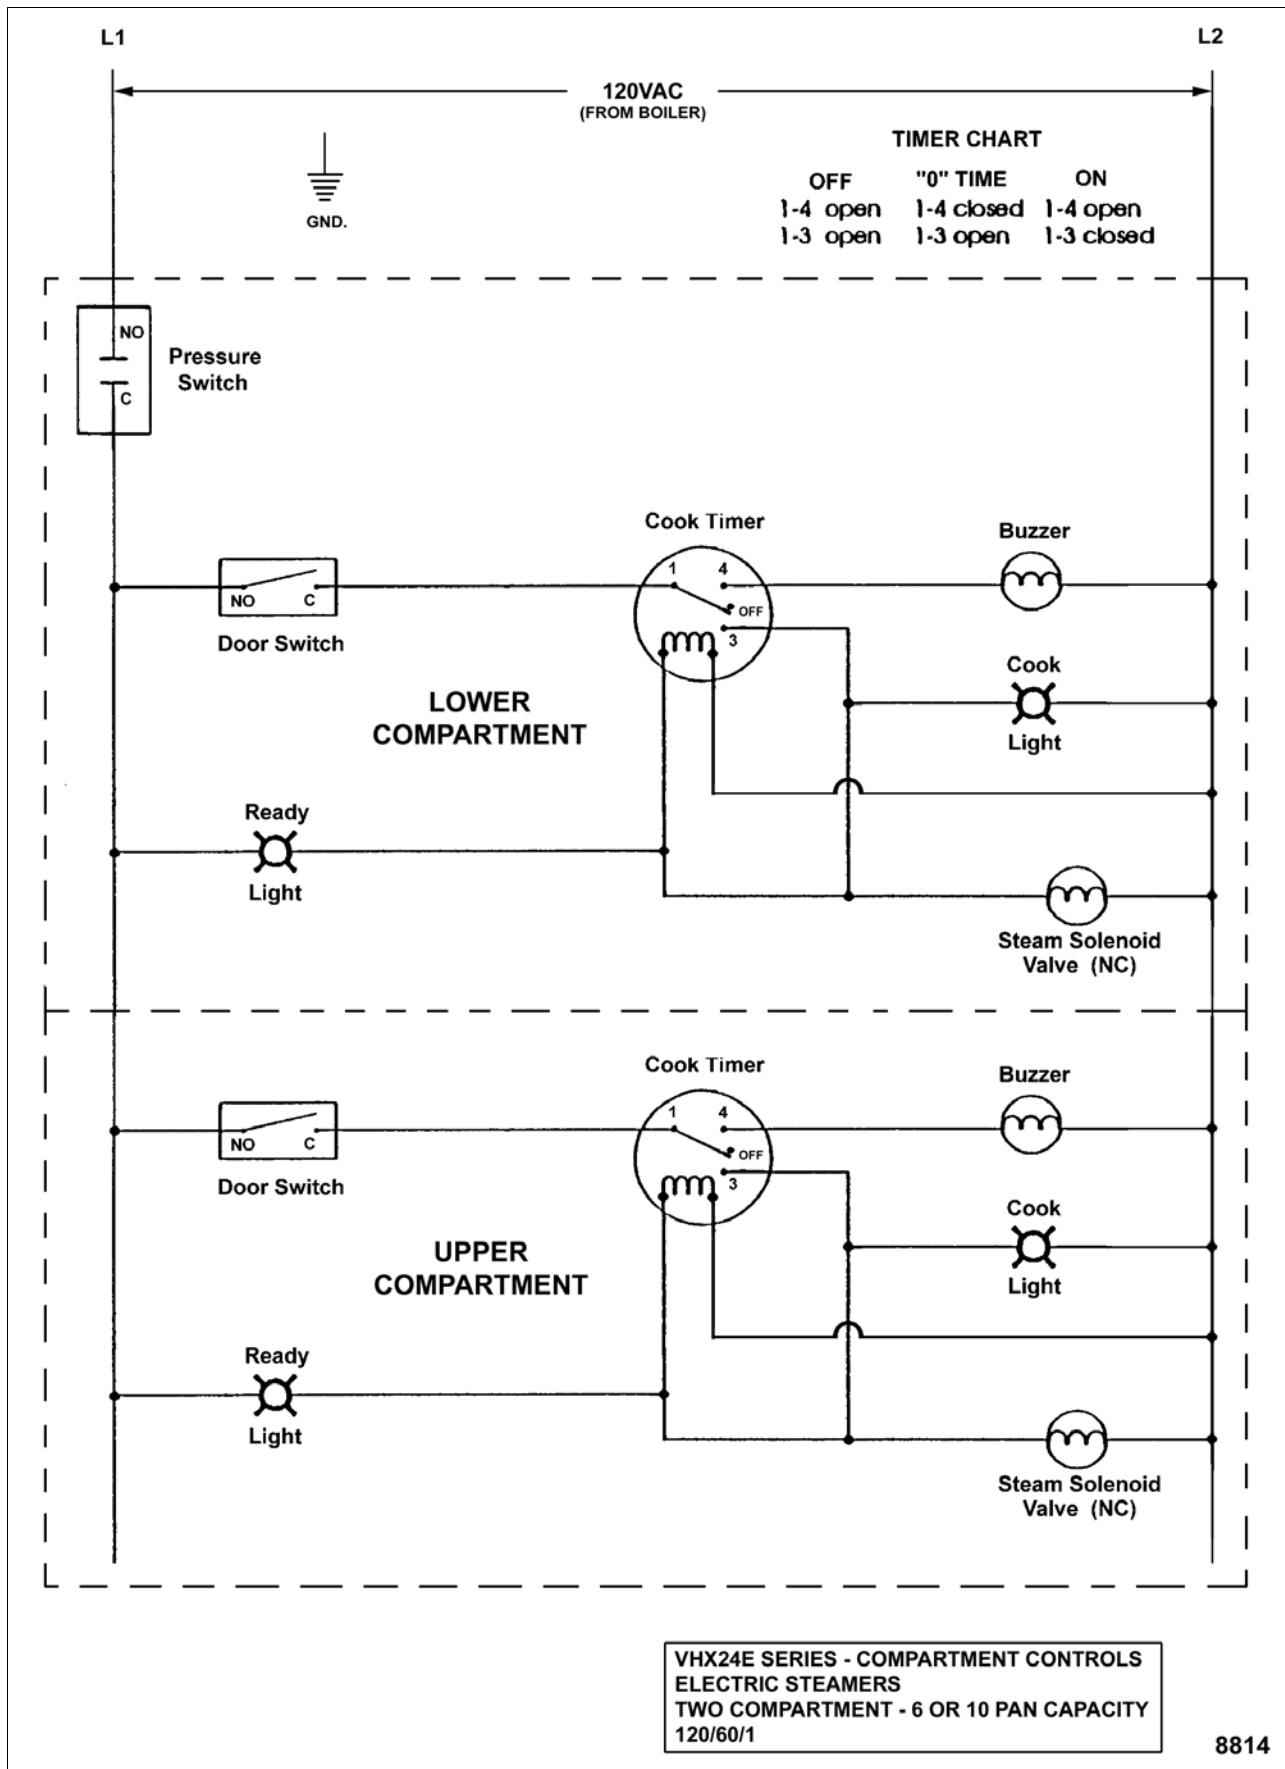 L1
L2
120VAC
(FROM BOILER)
GND.
TIMER CHART
OFF "0" TIME ON
1-4 open 1-4 closed 1-4 open
1-3 open 1-3 open 1-3 closed
NO
C
Pressure
Switch
Cook Timer
Buzzer
1 4
OFF
3
NO C
Door Switch
LOWER
COMPARTMENT
Cook
Light
Ready
Light
Steam Solenoid
Valve (NC)
Cook Timer
Buzzer
1 4
OFF
3
NO C
Door Switch
UPPER
COMPARTMENT
Cook
Light
Ready
Light
Steam Solenoid
Valve (NC)
VHX24E SERIES - COMPARTMENT CONTROLS
ELECTRIC STEAMERS
TWO COMPARTMENT - 6 OR 10 PAN CAPACITY
120/60/1
8814